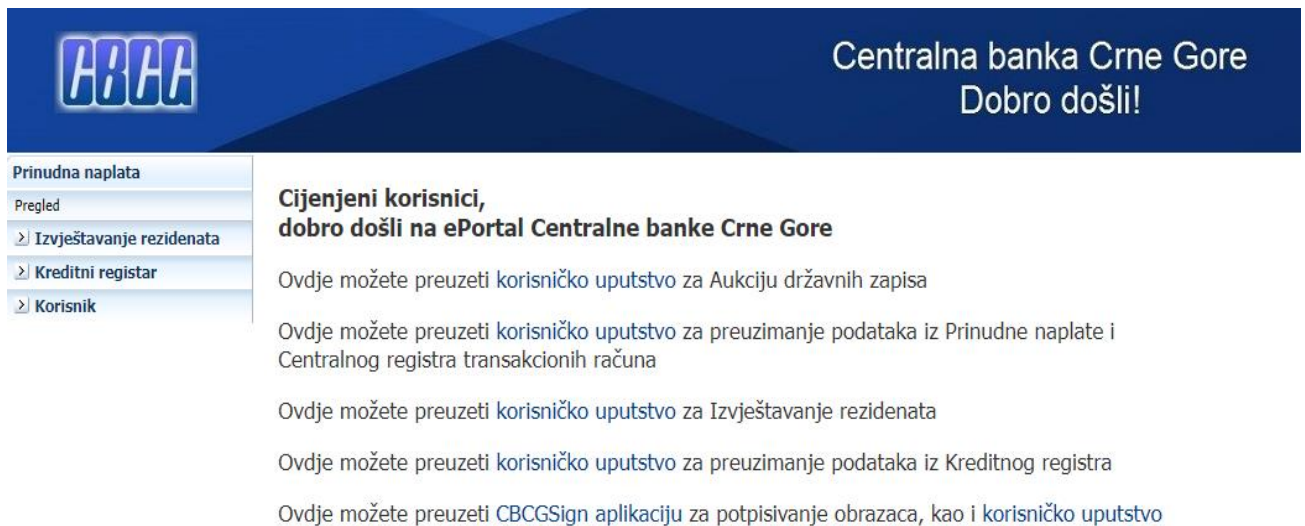 CBCG
Centralna banka Crne Gore
Dobro došli!
Prinudna naplata
Pregled
Izvještavanje rezidenata
Kreditni registar
Korisnik
Cijenjeni korisnici,
dobro došli na ePortal Centralne banke Crne Gore
Ovdje možete preuzeti korisničko uputstvo za Aukciju državnih zapisa
Ovdje možete preuzeti korisničko uputstvo za preuzimanje podataka iz Prinudne naplate i
Centralnog registra transakcionih računa
Ovdje možete preuzeti korisničko uputstvo za Izvještavanje rezidenata
Ovdje možete preuzeti korisničko uputstvo za preuzimanje podataka iz Kreditnog registra
Ovdje možete preuzeti CBCGSign aplikaciju za potpisivanje obrazaca, kao i korisničko uputstvo